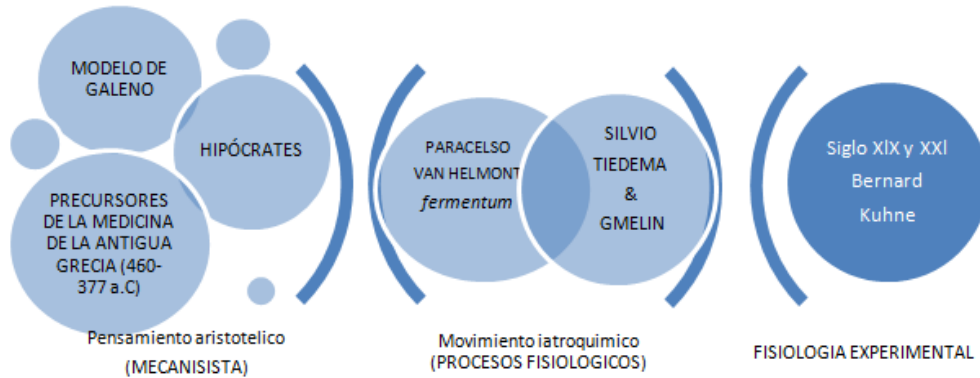 MODELO DE
GALENO
HIPÓCRATES
PRECURSORES
DE LA MEDICINA
DE LA ANTIGUA
GRECIA (460-
377 a.C)
Pensamiento aristotelico
(MECANISISTA)
PARACELSO
VAN HELMONT
fermentum
SILVIO
TIEDEMA
&
GMELIN
Movimiento iatroquimico
(PROCESOS FISIOLOGICOS)
Siglo XlX y XXl
Bernard
Kuhne
FISIOLOGIA EXPERIMENTAL